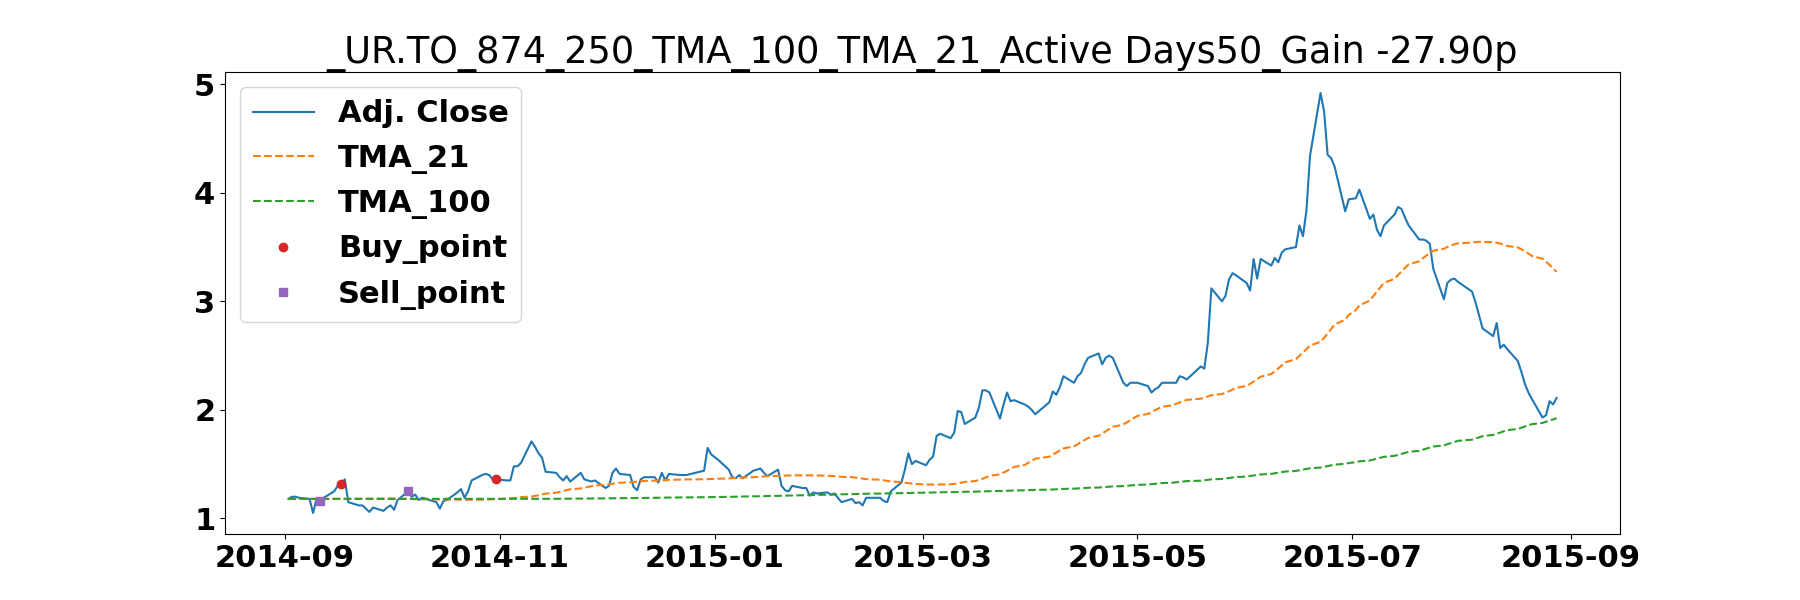 _UR.TO_874_250_TMA_100_TMA_21_Active Days50_Gain -27.90p
5
4
3
2
1
Adj. Close
TMA_21
TMA_100
Buy_point
Sell_point
2014-09 2014-11 2015-01 2015-03 2015-05 2015-07 2015-09